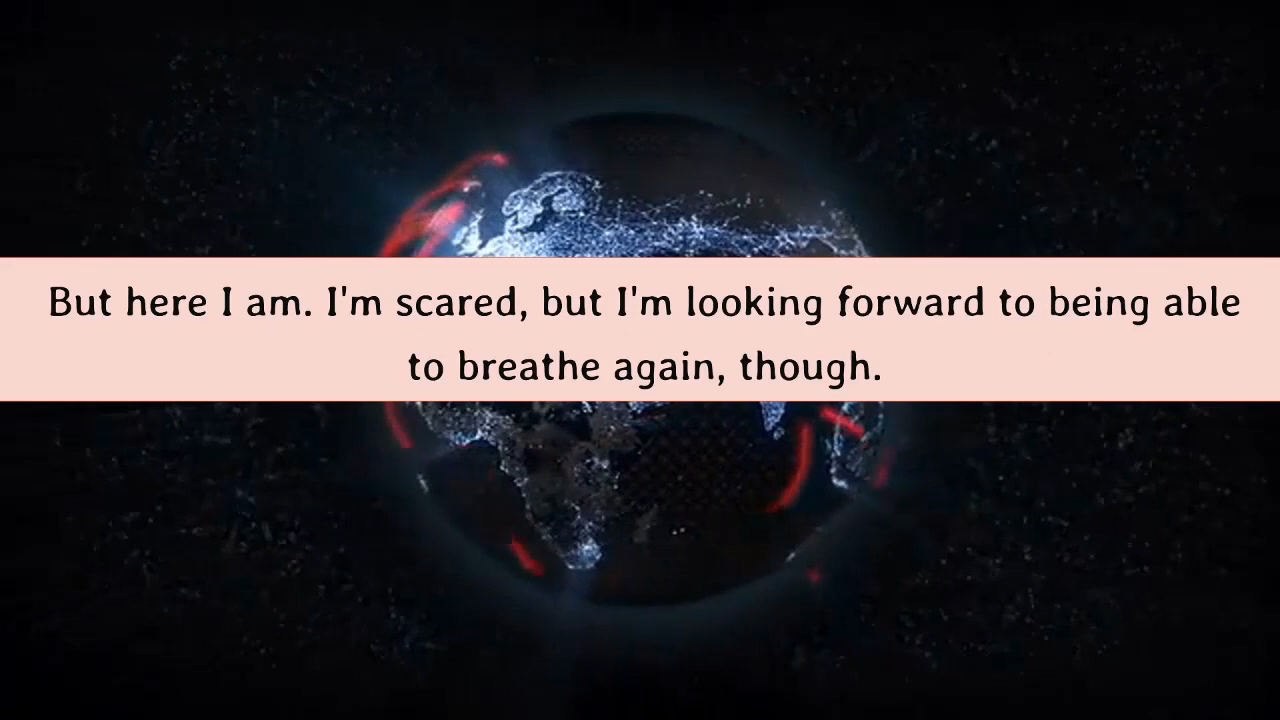 But here I am. I'm scared, but I'm looking forward to being able
to breathe again, though.